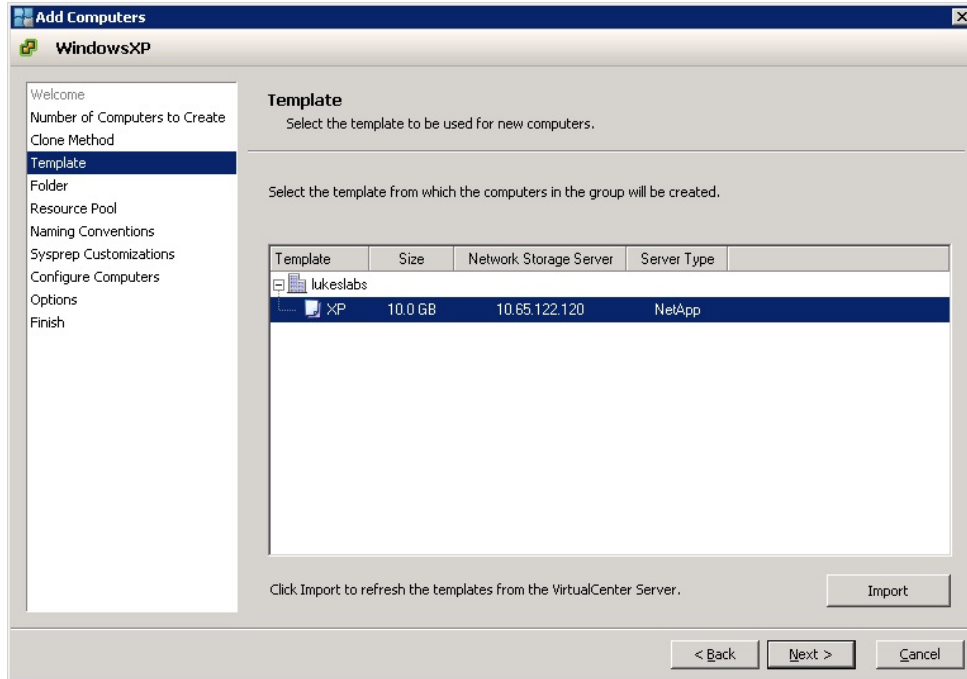 Add Computers
WindowsXP
Welcome
Number of Computers to Create
Clone Method
Template
Folder
Resource Pool
Naming Conventions
Sysprep Customizations
Configure Computers
Options
Finish
Template
Select the template to be used for new computers.
Select the template from which the computers in the group will be created.
Template Size Network Storage Server Server Type
lukeslabs
XP 10.0 GB 10.65.122.120 NetApp
Click Import to refresh the templates from the VirtualCenter Server.
Import
< Back Next > Cancel